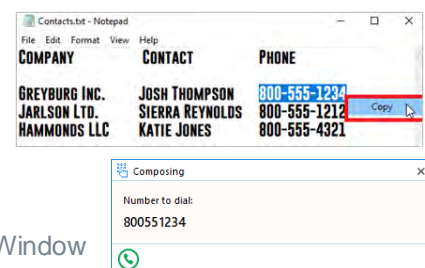 Contacts.txt - Notepad
File Edit Format View Help
COMPANY CONTACT PHONE
GREYBURG INC. JOSH THOMPSON 800-555-1234
Copy
JARLSON LTD. SIERRA REYNOLDS 800-555-1212
HAMMONDS LLC KATIE JONES 800-555-4321
Composing
Number to dial:
800551234
Window